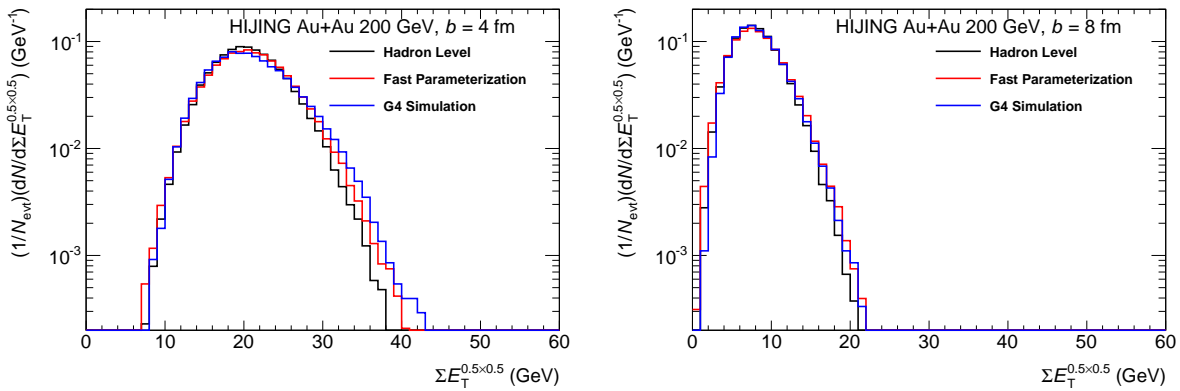 HIJING Au+Au 200 GeV, b = 4 fm
Hadron Level
Fast Parameterization
G4 Simulation
(1/N_evt)(dN/dΣE_T^{0.5×0.5}) (GeV⁻¹)
10⁻¹
10⁻²
10⁻³
0 10 20 30 40 50 60
ΣE_T^{0.5×0.5} (GeV)
HIJING Au+Au 200 GeV, b = 8 fm
Hadron Level
Fast Parameterization
G4 Simulation
(1/N_evt)(dN/dΣE_T^{0.5×0.5}) (GeV⁻¹)
10⁻¹
10⁻²
10⁻³
0 10 20 30 40 50 60
ΣE_T^{0.5×0.5} (GeV)